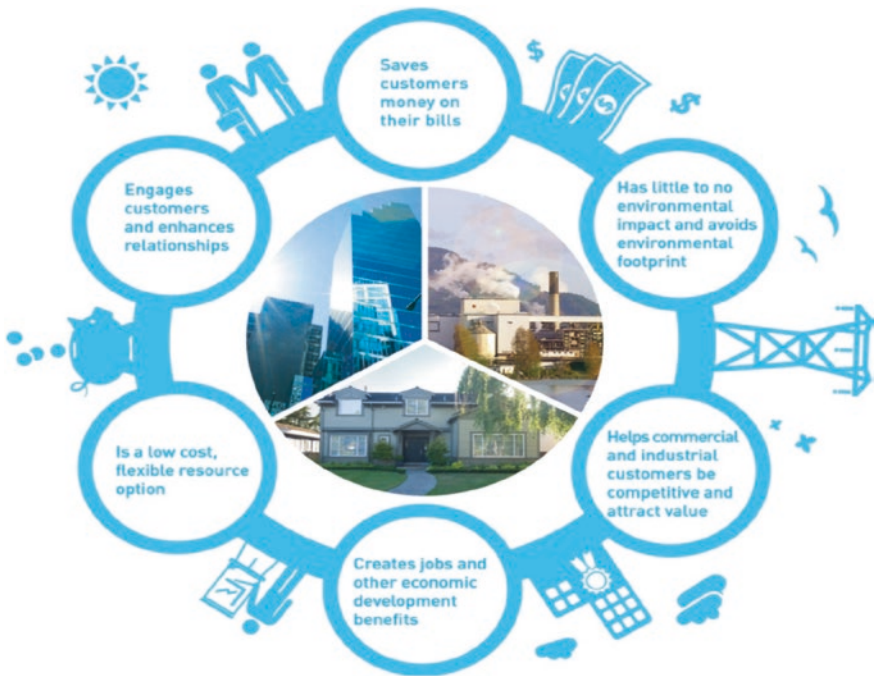 Saves
customers
money on
their bills
Has little to no
environmental
impact and avoids
environmental
footprint
Helps commercial
and industrial
customers be
competitive and
attract value
Creates jobs and
other economic
development
benefits
Is a low cost,
flexible resource
option
Engages
customers
and enhances
relationships
$
$
$